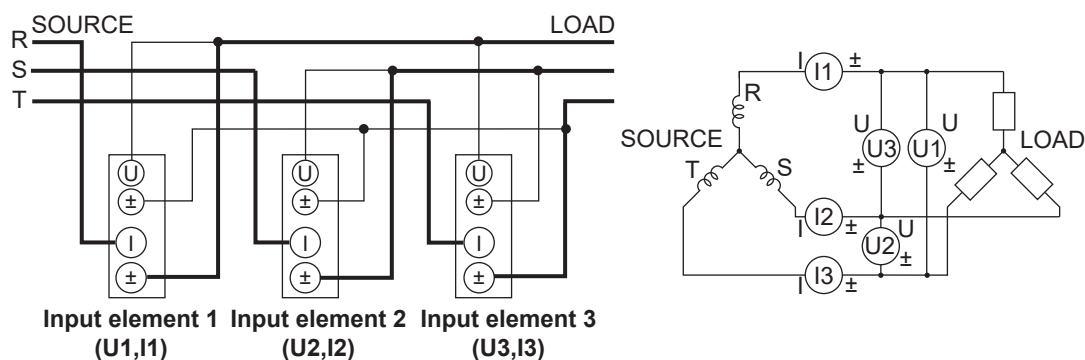 SOURCE
LOAD
R
S
T
U
±
I
±
U
±
I
±
U
±
I
±
Input element 1
(U1,I1)
Input element 2
(U2,I2)
Input element 3
(U3,I3)
I
I1
±
R
SOURCE
U
U3
±
U
U1
±
LOAD
T
S
I
I2
±
U
U2
±
I
I3
±